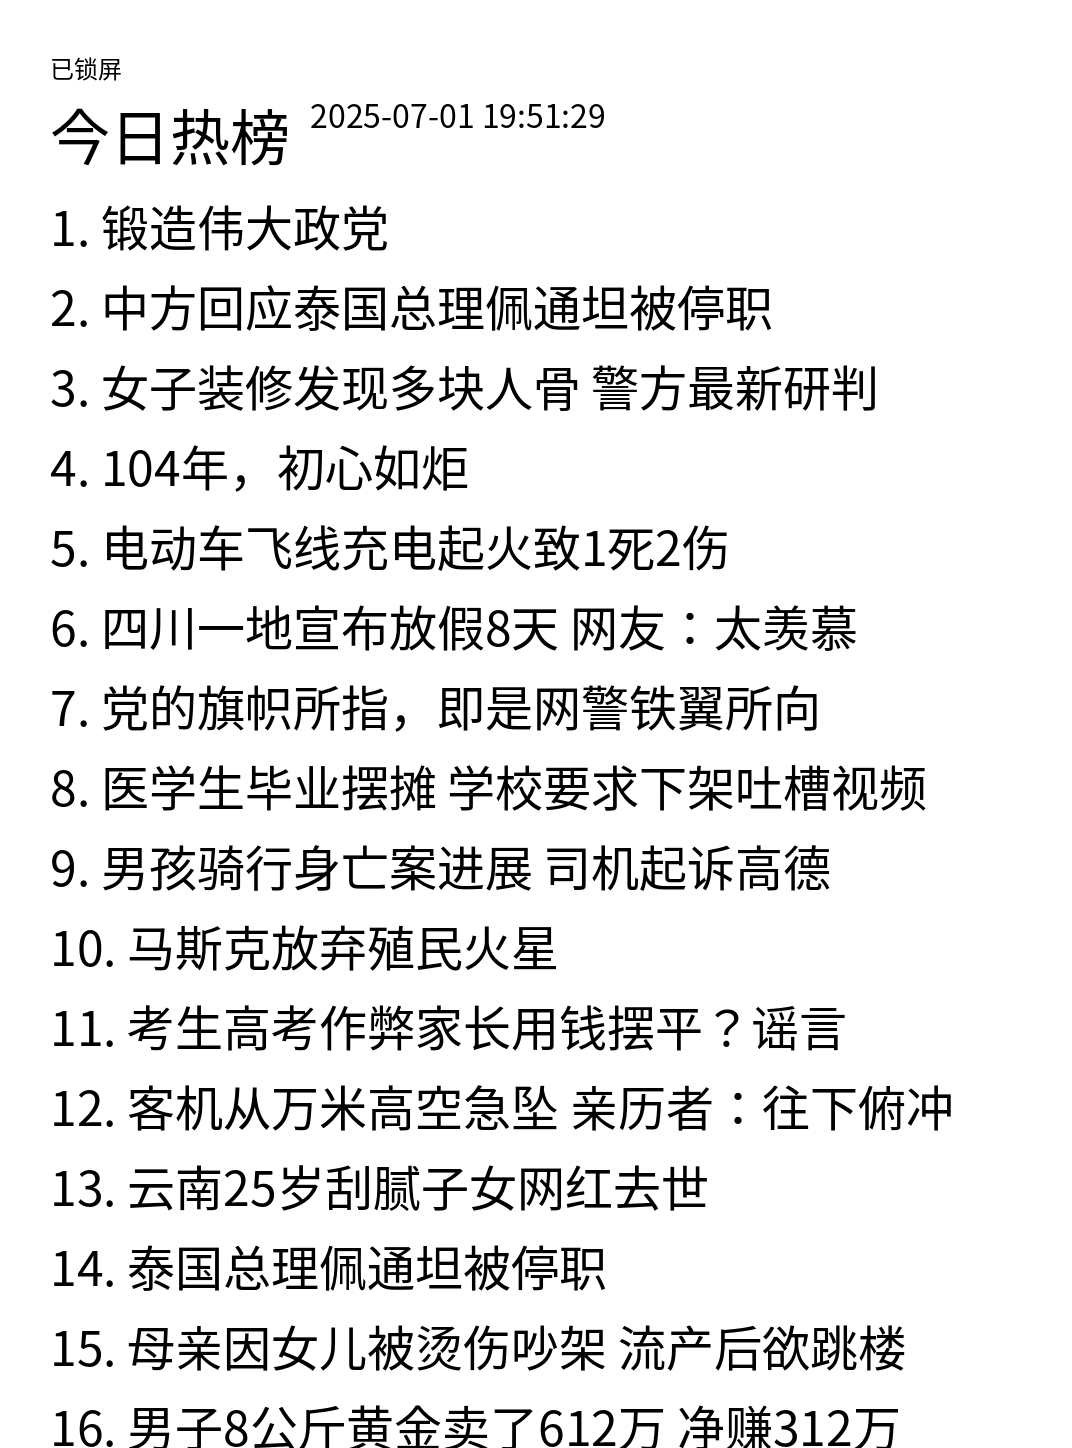 已锁屏
今日热榜 2025-07-01 19:51:29
1. 锻造伟大政党
2. 中方回应泰国总理佩通坦被停职
3. 女子装修发现多块人骨 警方最新研判
4. 104年，初心如炬
5. 电动车飞线充电起火致1死2伤
6. 四川一地宣布放假8天 网友：太羡慕
7. 党的旗帜所指，即是网警铁翼所向
8. 医学生毕业摆摊 学校要求下架吐槽视频
9. 男孩骑行身亡案进展 司机起诉高德
10. 马斯克放弃殖民火星
11. 考生高考作弊家长用钱摆平？谣言
12. 客机从万米高空急坠 亲历者：往下俯冲
13. 云南25岁刮腻子女网红去世
14. 泰国总理佩通坦被停职
15. 母亲因女儿被烫伤吵架 流产后欲跳楼
16. 男子8公斤黄金卖了612万 净赚312万